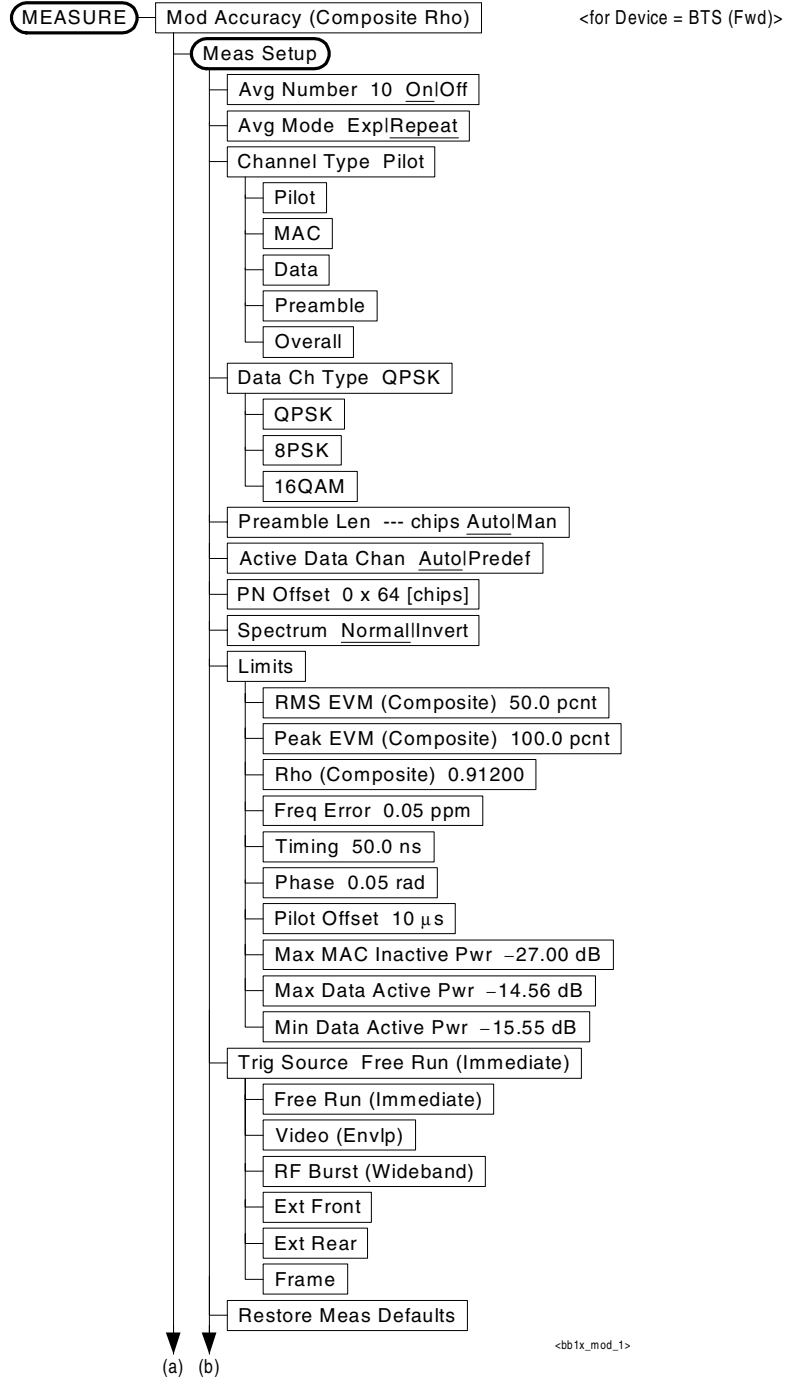 MEASURE Mod Accuracy (Composite Rho) <for Device = BTS (Fwd)>
Meas Setup
Avg Number 10 On|Off
Avg Mode Exp|Repeat
Channel Type Pilot
Pilot
MAC
Data
Preamble
Overall
Data Ch Type QPSK
QPSK
8PSK
16QAM
Preamble Len --- chips Auto|Man
Active Data Chan Auto|Predef
PN Offset 0 x 64 [chips]
Spectrum Normal|Invert
Limits
RMS EVM (Composite) 50.0 pcnt
Peak EVM (Composite) 100.0 pcnt
Rho (Composite) 0.91200
Freq Error 0.05 ppm
Timing 50.0 ns
Phase 0.05 rad
Pilot Offset 10 μs
Max MAC Inactive Pwr −27.00 dB
Max Data Active Pwr −14.56 dB
Min Data Active Pwr −15.55 dB
Trig Source Free Run (Immediate)
Free Run (Immediate)
Video (Envlp)
RF Burst (Wideband)
Ext Front
Ext Rear
Frame
Restore Meas Defaults
<bb1x_mod_1>
(a) (b)